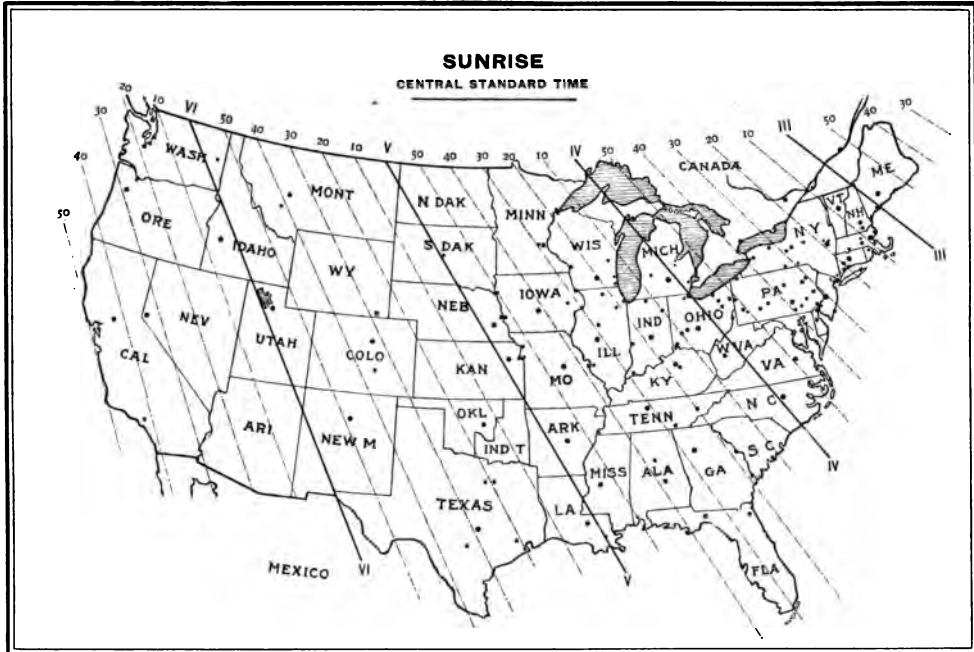 SUNRISE
CENTRAL STANDARD TIME
20 10 VI 50 40 30 20 10 V 40 30 20 10 IV 50 40 30 20 10 III 50 40 30
30
40
50
WASH
MONT
N DAK
MINN
CANADA
ME
VT
NH
ORE
IDAHO
S DAK
WIS
MICH
N Y
III
WY
NEB
IOWA
PA
NEV
UTAH
COLO
KAN
ILL
IND
OHIO
W VA
VA
CAL
MO
KY
N C
ARI
NEW M
OKL
IND T
ARK
TENN
S C
IV
TEXAS
LA
MISS
ALA
GA
MEXICO
VI
V
FLA